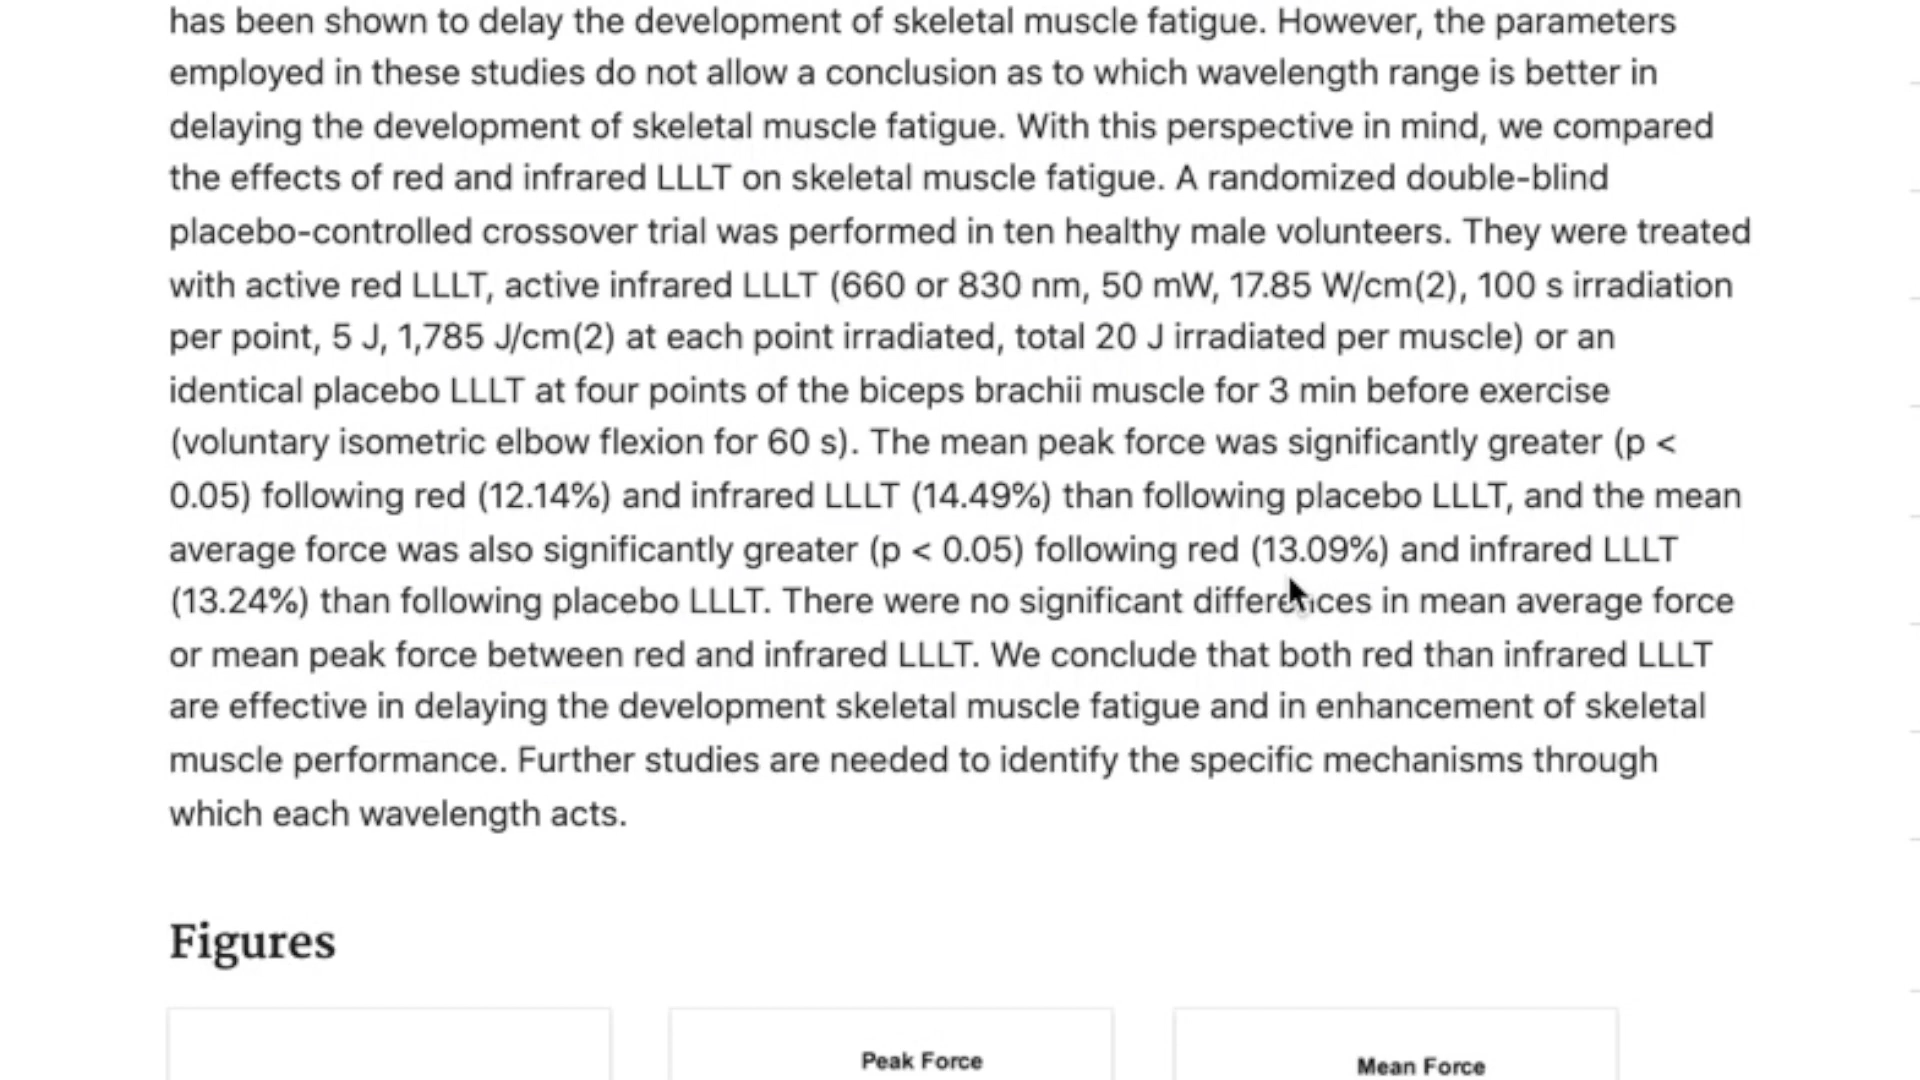 has been shown to delay the development of skeletal muscle fatigue. However, the parameters
employed in these studies do not allow a conclusion as to which wavelength range is better in
delaying the development of skeletal muscle fatigue. With this perspective in mind, we compared
the effects of red and infrared LLLT on skeletal muscle fatigue. A randomized double-blind
placebo-controlled crossover trial was performed in ten healthy male volunteers. They were treated
with active red LLLT, active infrared LLLT (660 or 830 nm, 50 mW, 17.85 W/cm(2), 100 s irradiation
per point, 5 J, 1,785 J/cm(2) at each point irradiated, total 20 J irradiated per muscle) or an
identical placebo LLLT at four points of the biceps brachii muscle for 3 min before exercise
(voluntary isometric elbow flexion for 60 s). The mean peak force was significantly greater (p <
0.05) following red (12.14%) and infrared LLLT (14.49%) than following placebo LLLT, and the mean
average force was also significantly greater (p < 0.05) following red (13.09%) and infrared LLLT
(13.24%) than following placebo LLLT. There were no significant differences in mean average force
or mean peak force between red and infrared LLLT. We conclude that both red than infrared LLLT
are effective in delaying the development skeletal muscle fatigue and in enhancement of skeletal
muscle performance. Further studies are needed to identify the specific mechanisms through
which each wavelength acts.
Figures
Peak Force
Mean Force